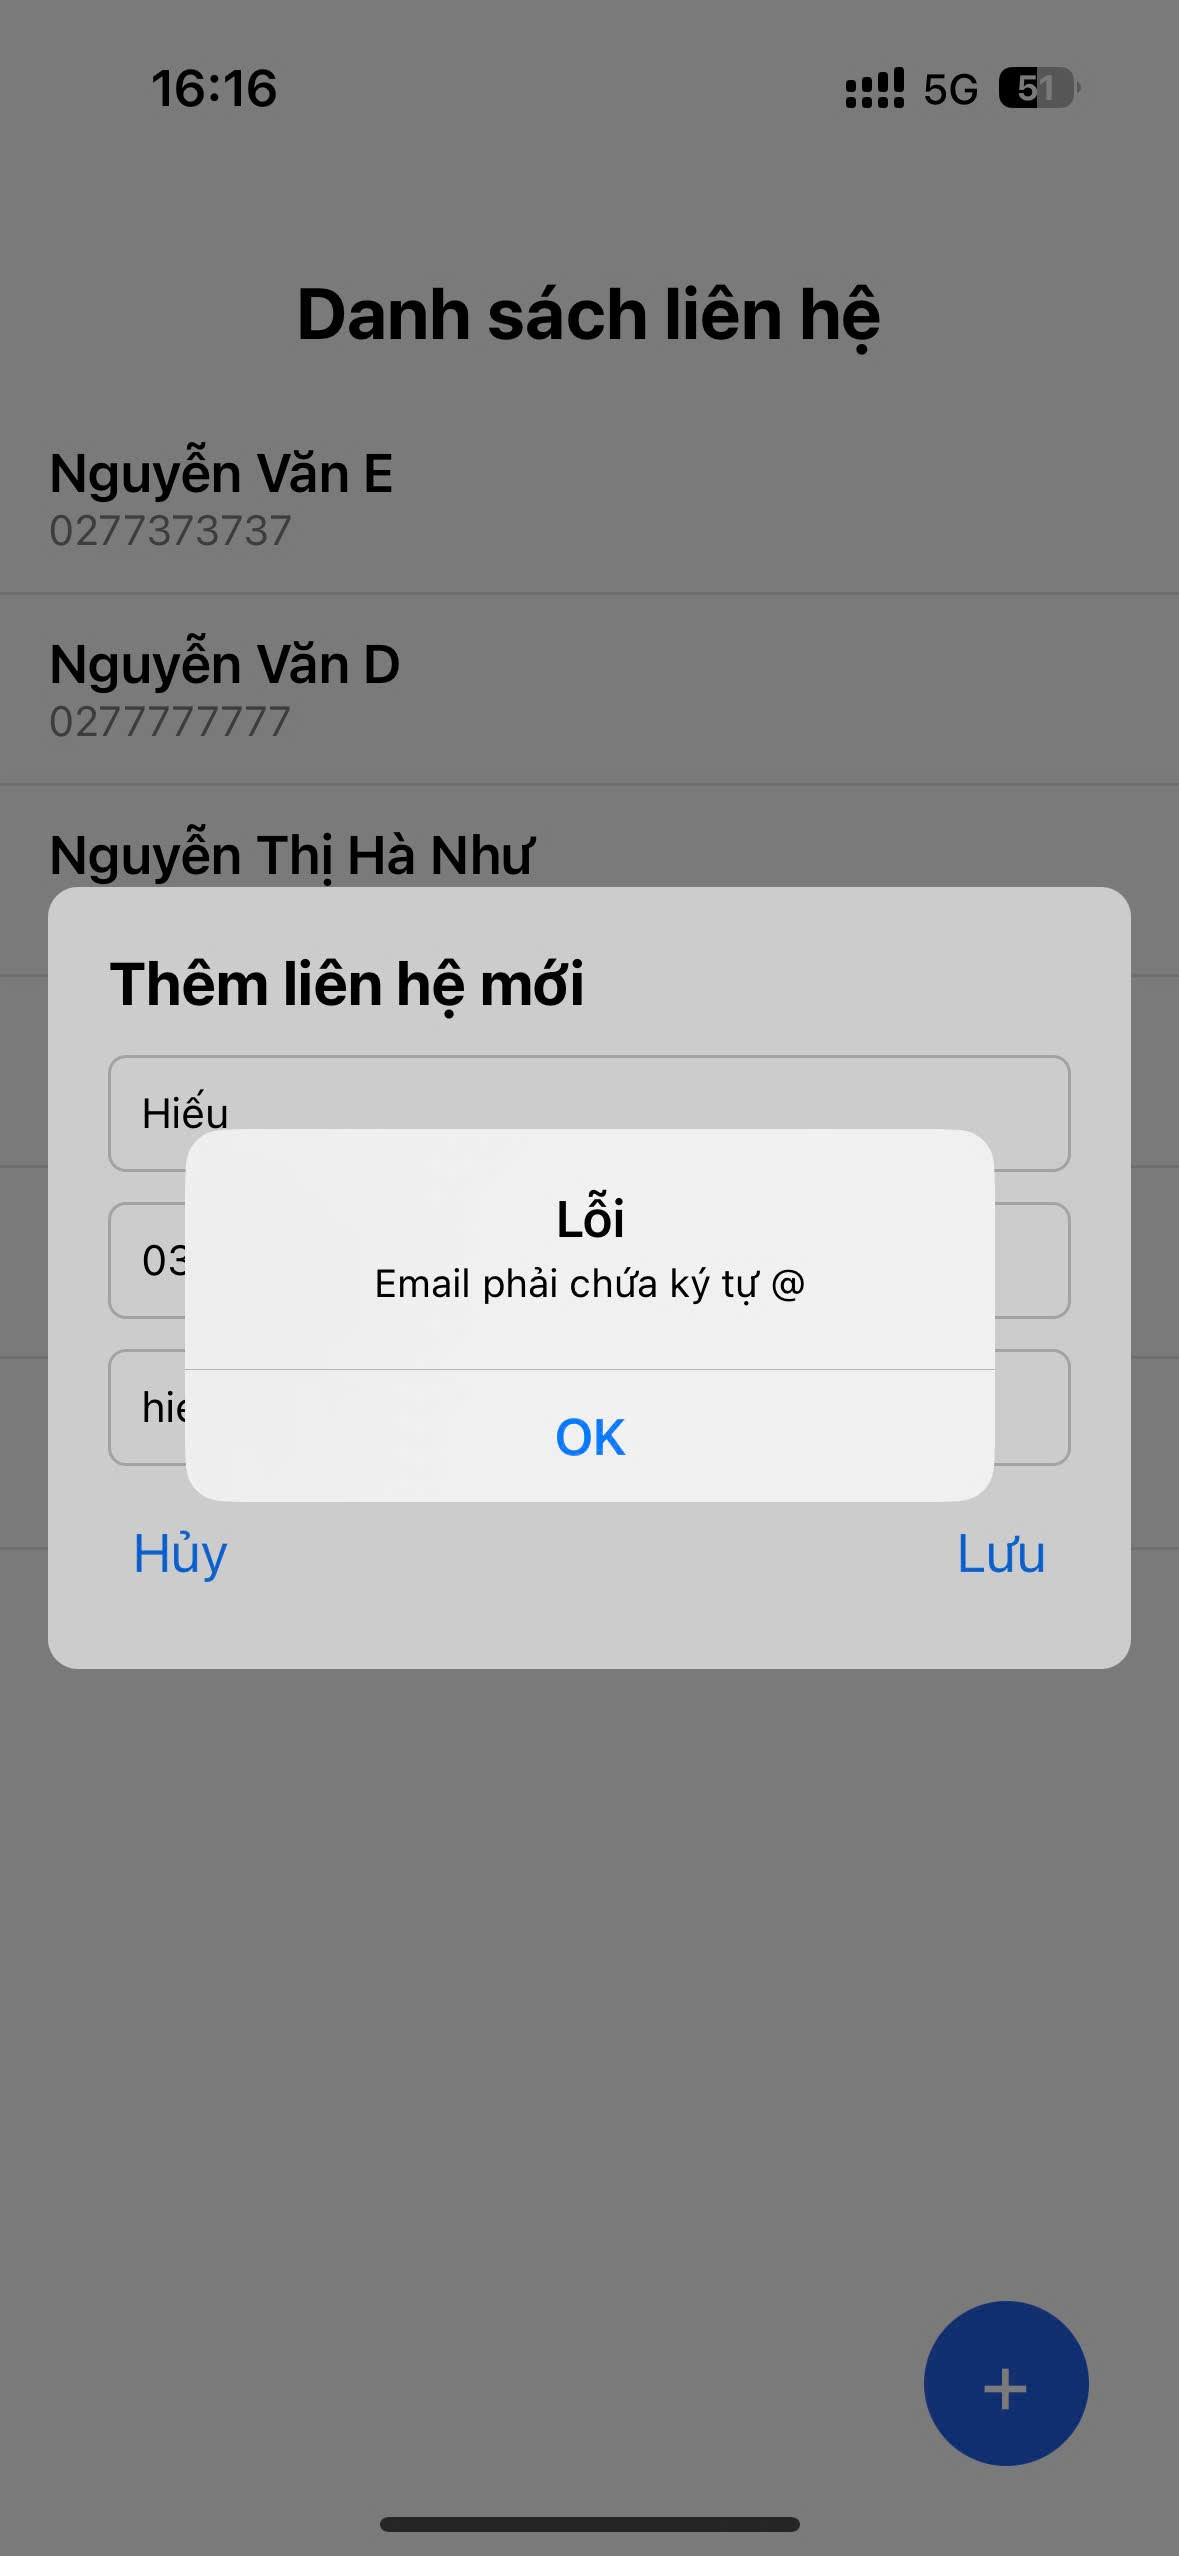 16:16
5G 51
Danh sách liên hệ
Nguyễn Văn E
0277373737
Nguyễn Văn D
0277777777
Nguyễn Thị Hà Như
Thêm liên hệ mới
Hiếu
03
Lỗi
Email phải chứa ký tự @
hie
OK
Hủy
Lưu
+